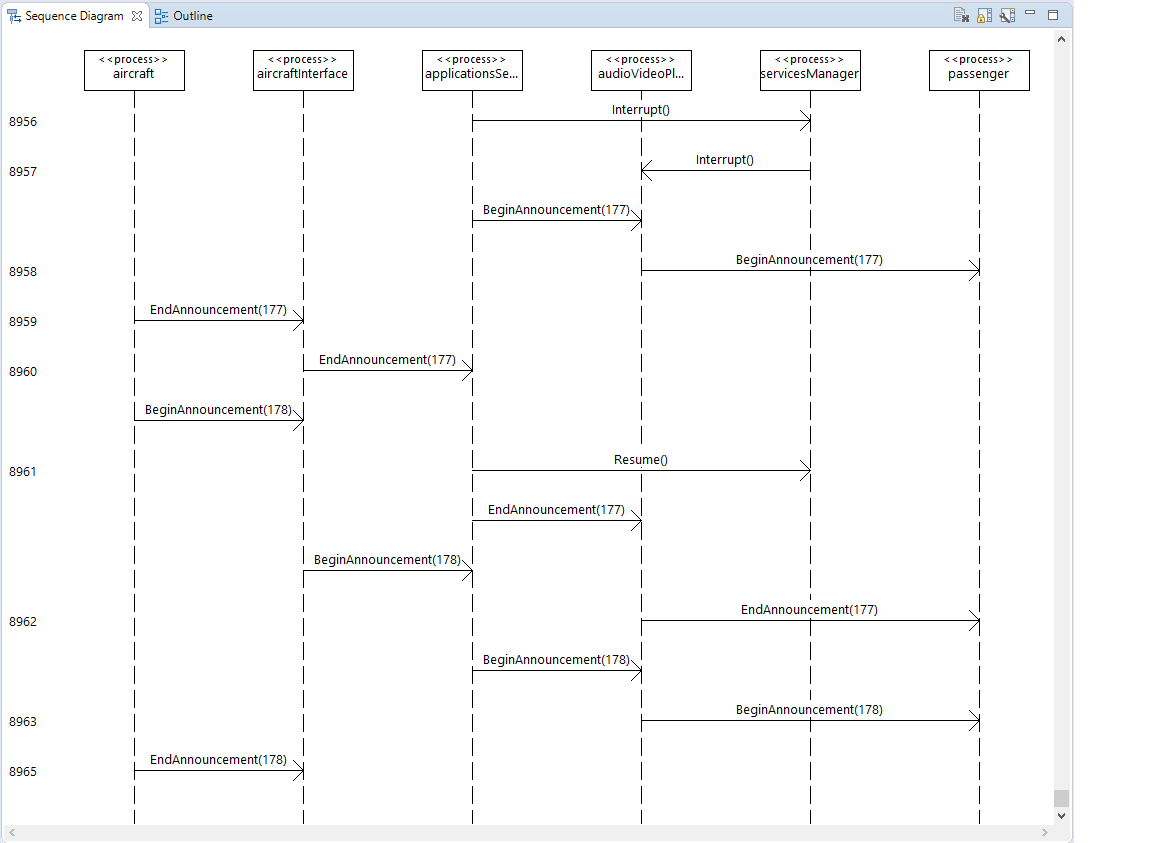 Sequence Diagram Outline
<<process>> <<process>> <<process>> <<process>> <<process>> <<process>>
aircraft aircraftInterface applicationsSe... audioVideoPl... servicesManager passenger
Interrupt()
8956
Interrupt()
8957
BeginAnnouncement(177)
BeginAnnouncement(177)
8958
EndAnnouncement(177)
8959
EndAnnouncement(177)
8960
BeginAnnouncement(178)
Resume()
8961
EndAnnouncement(177)
BeginAnnouncement(178)
EndAnnouncement(177)
8962
BeginAnnouncement(178)
BeginAnnouncement(178)
8963
EndAnnouncement(178)
8965